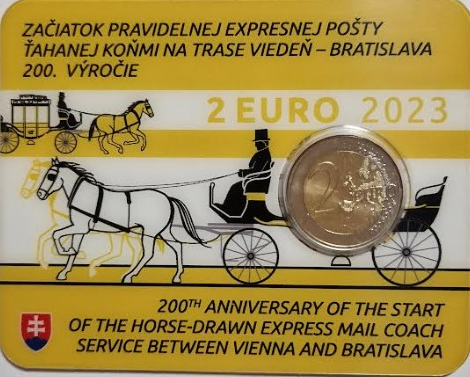 ZAČIATOK PRAVIDELNEJ EXPRESNEJ POŠTY
ŤAHANEJ KOŇMI NA TRASE VIEDEŇ – BRATISLAVA
200. VÝROČIE
2 EURO 2023
2
200TH ANNIVERSARY OF THE START
OF THE HORSE-DRAWN EXPRESS MAIL COACH
SERVICE BETWEEN VIENNA AND BRATISLAVA